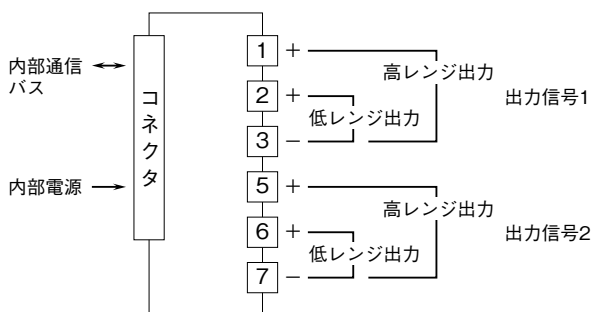 内部通信
バス
コネクタ
内部電源
1 +
高レンジ出力
2 +
低レンジ出力
3 −
出力信号1
5 +
高レンジ出力
6 +
低レンジ出力
7 −
出力信号2